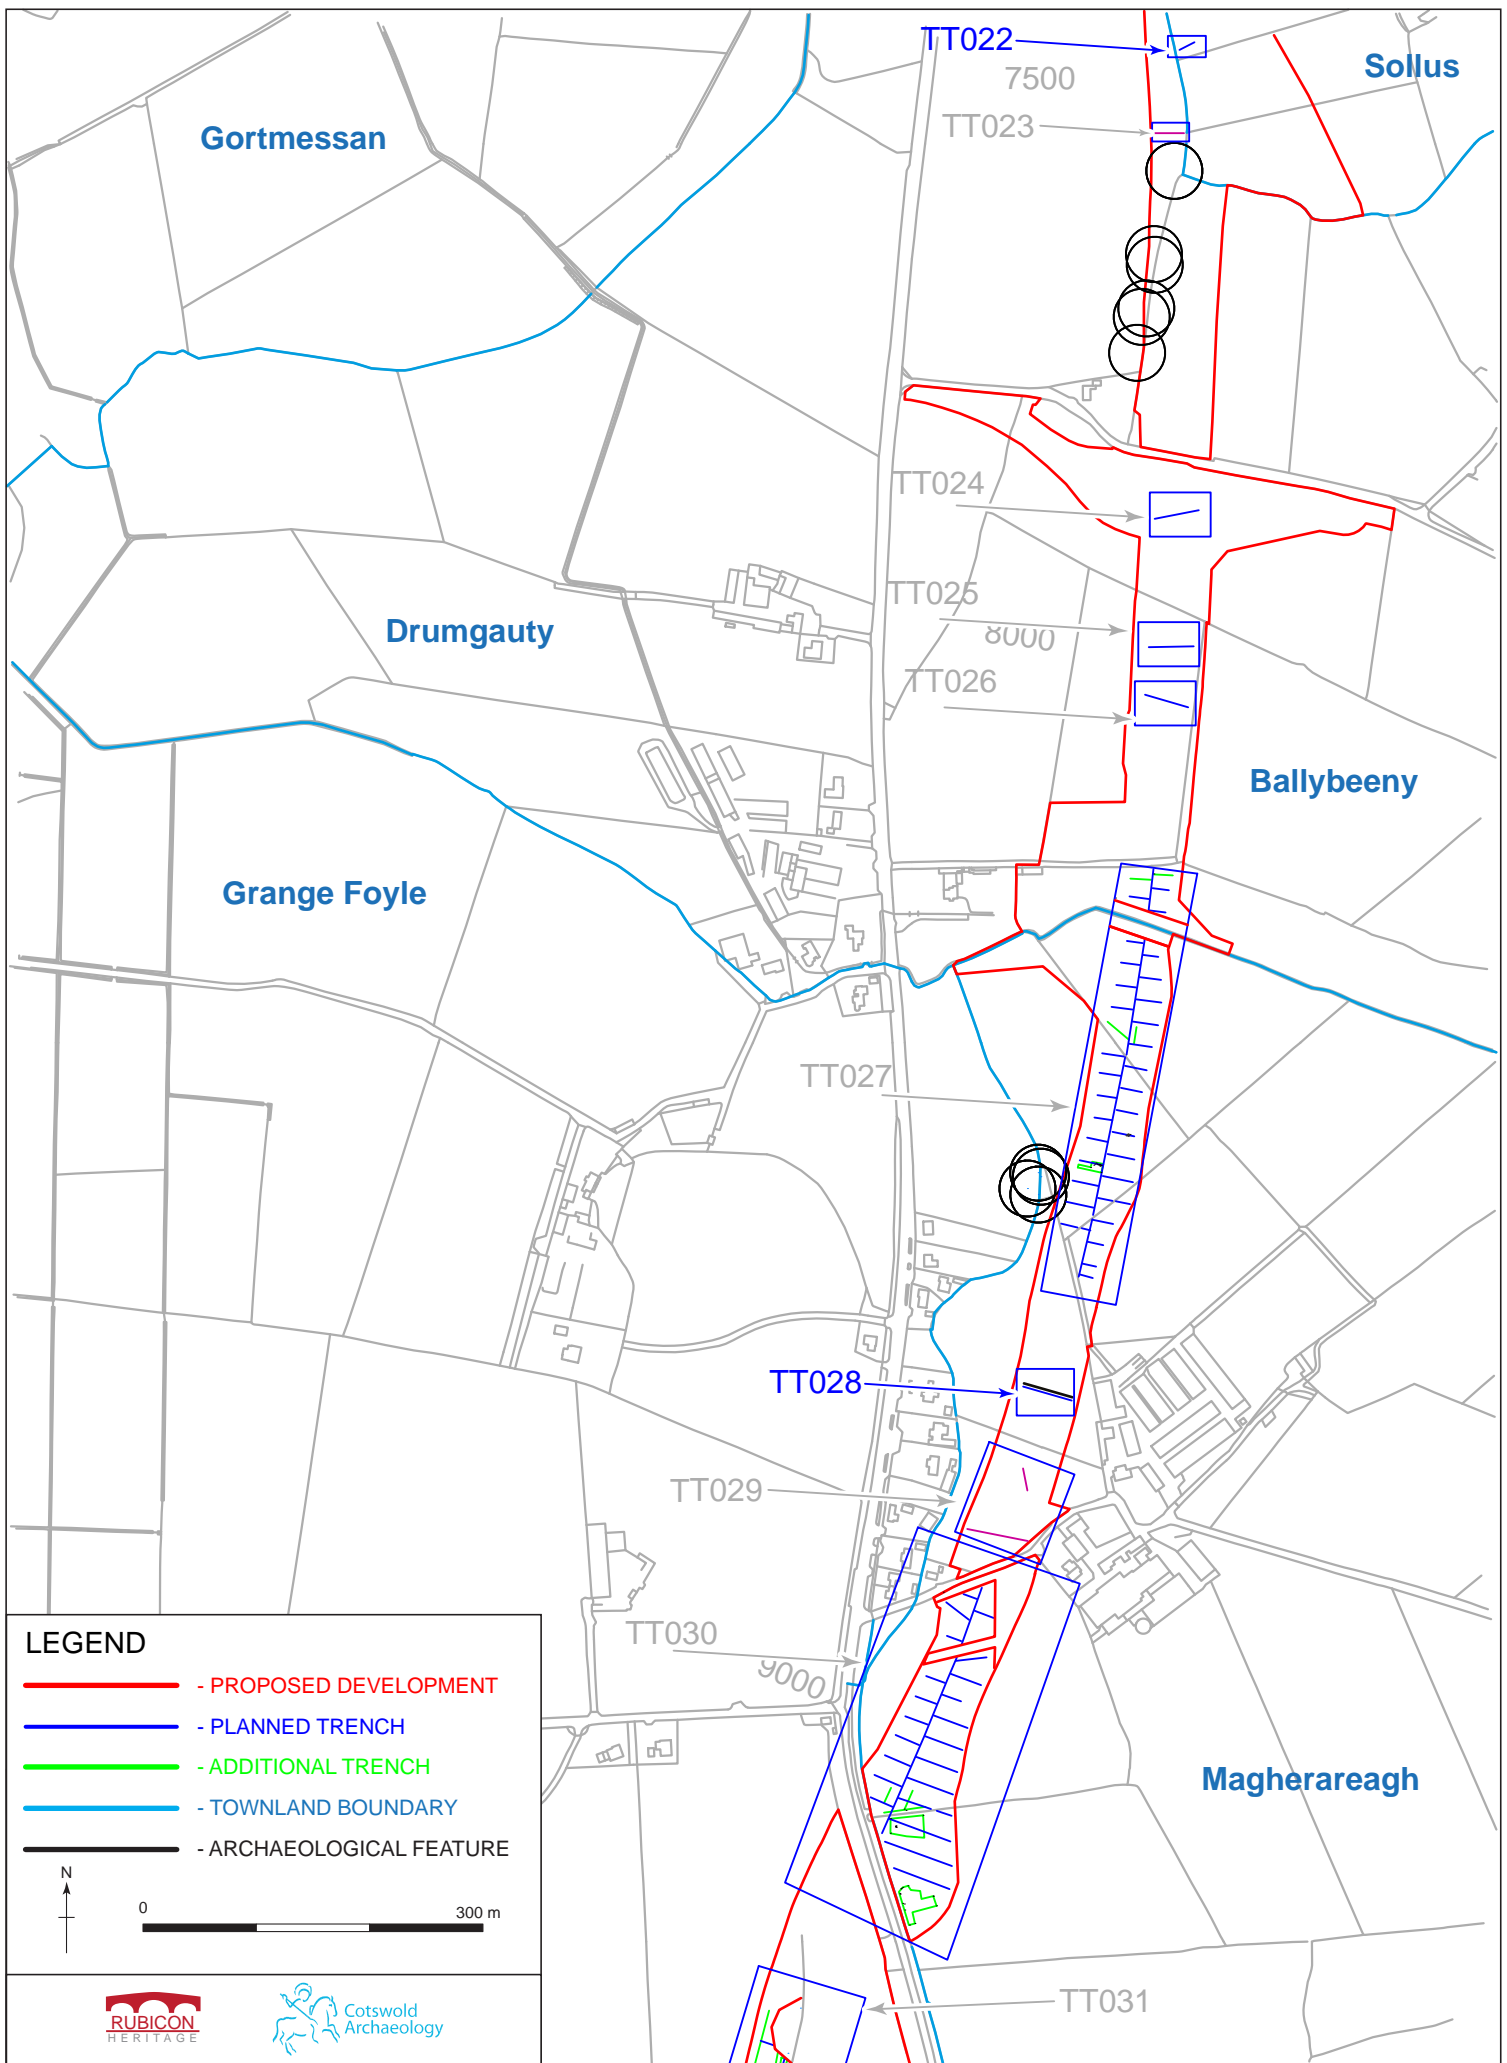 TT022
Sollus
7500
TT023
Gortmessan
TT024
TT025
8000
Drumgauty
TT026
Ballybeeny
Grange Foyle
TT027
TT028
TT029
TT030
9000
Magherareagh
TT031
LEGEND
- PROPOSED DEVELOPMENT
- PLANNED TRENCH
- ADDITIONAL TRENCH
- TOWNLAND BOUNDARY
- ARCHAEOLOGICAL FEATURE
N
0 300 m
RUBICON
HERITAGE
Cotswold
Archaeology